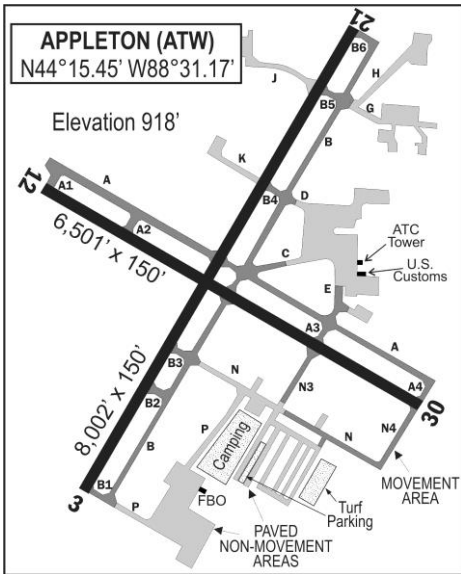 APPLETON (ATW)
N44°15.45' W88°31.17'
Elevation 918'
21
B6
H
J
B5
G
B
K
B4
D
12
A1
A
A2
6,501' x 150'
C
ATC
Tower
U.S.
Customs
E
A3
A
B3
N
N3
A4
30
8,002' x 150'
B2
P
Camping
N
N4
B
MOVEMENT
AREA
B1
3
P
FBO
Turf
Parking
PAVED
NON-MOVEMENT
AREAS